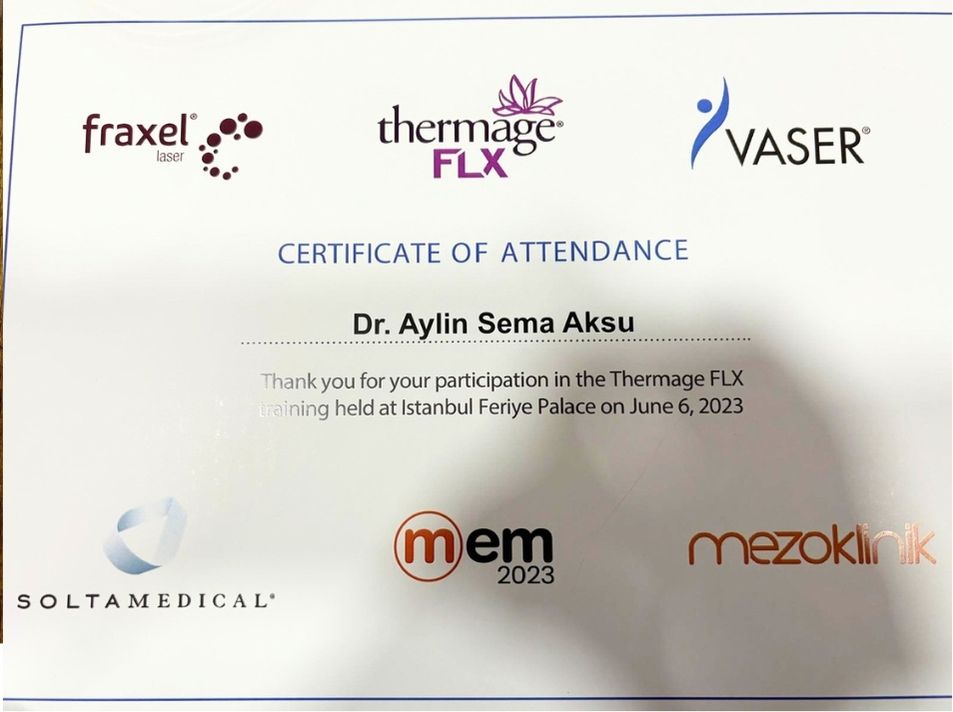 fraxel®
laser
thermage®
FLX
VASER®
CERTIFICATE OF ATTENDANCE
Dr. Aylin Sema Aksu
Thank you for your participation in the Thermage FLX
training held at Istanbul Feriye Palace on June 6, 2023
SOLTAMEDICAL®
mem
2023
mezoklinik